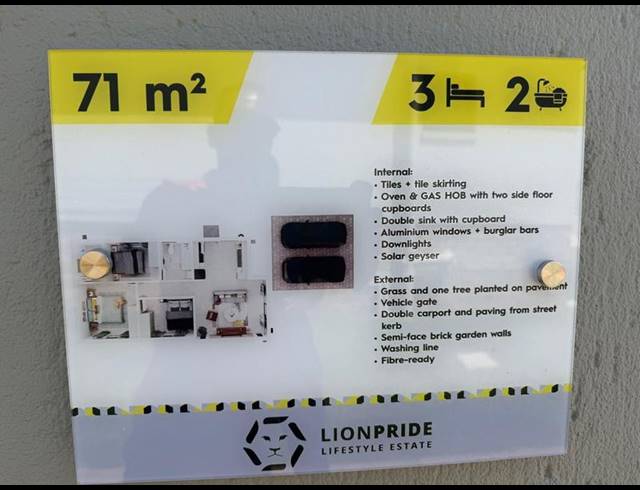 71 m²
3 2
Internal:
• Tiles + tile skirting
• Oven & GAS HOB with two side floor
cupboards
• Double sink with cupboard
• Aluminium windows + burglar bars
• Downlights
• Solar geyser
External:
• Grass and one tree planted on pavement
• Vehicle gate
• Double carport and paving from street
kerb
• Semi-face brick garden walls
• Washing line
• Fibre-ready
LIONPRIDE
LIFESTYLE ESTATE